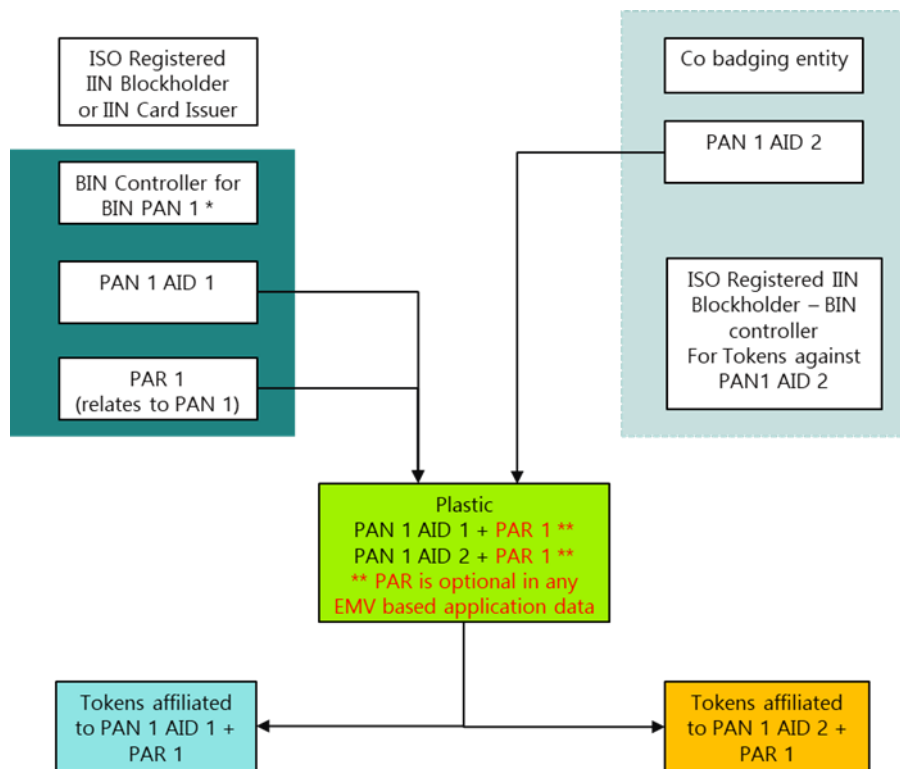 ISO Registered
IIN Blockholder
or IIN Card Issuer
BIN Controller for
BIN PAN 1 *
PAN 1 AID 1
PAR 1
(relates to PAN 1)
Co badging entity
PAN 1 AID 2
ISO Registered IIN
Blockholder – BIN
controller
For Tokens against
PAN1 AID 2
Plastic
PAN 1 AID 1 + PAR 1 **
PAN 1 AID 2 + PAR 1 **
** PAR is optional in any
EMV based application data
Tokens affiliated
to PAN 1 AID 1 +
PAR 1
Tokens affiliated
to PAN 1 AID 2 +
PAR 1